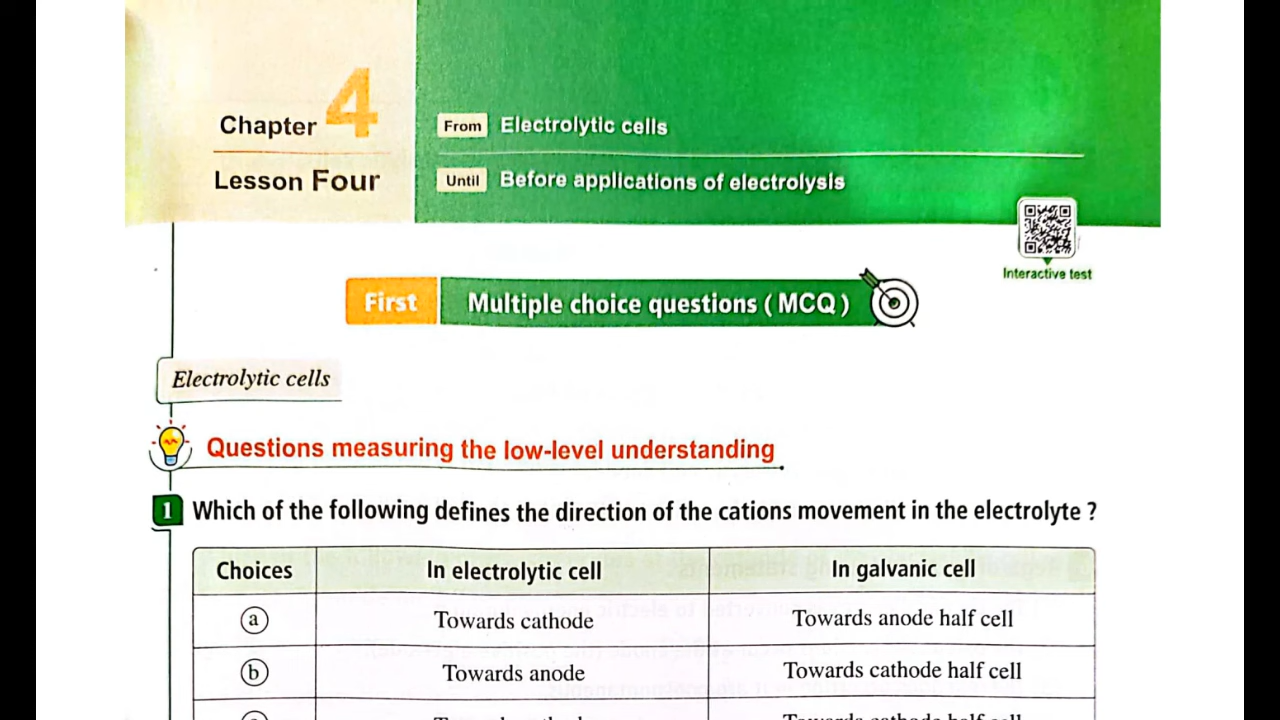 Chapter 4
Lesson Four
From Electrolytic cells
Until Before applications of electrolysis
Interactive test
First Multiple choice questions ( MCQ )
Electrolytic cells
Questions measuring the low-level understanding
1 Which of the following defines the direction of the cations movement in the electrolyte ?
Choices In electrolytic cell In galvanic cell
a Towards cathode Towards anode half cell
b Towards anode Towards cathode half cell